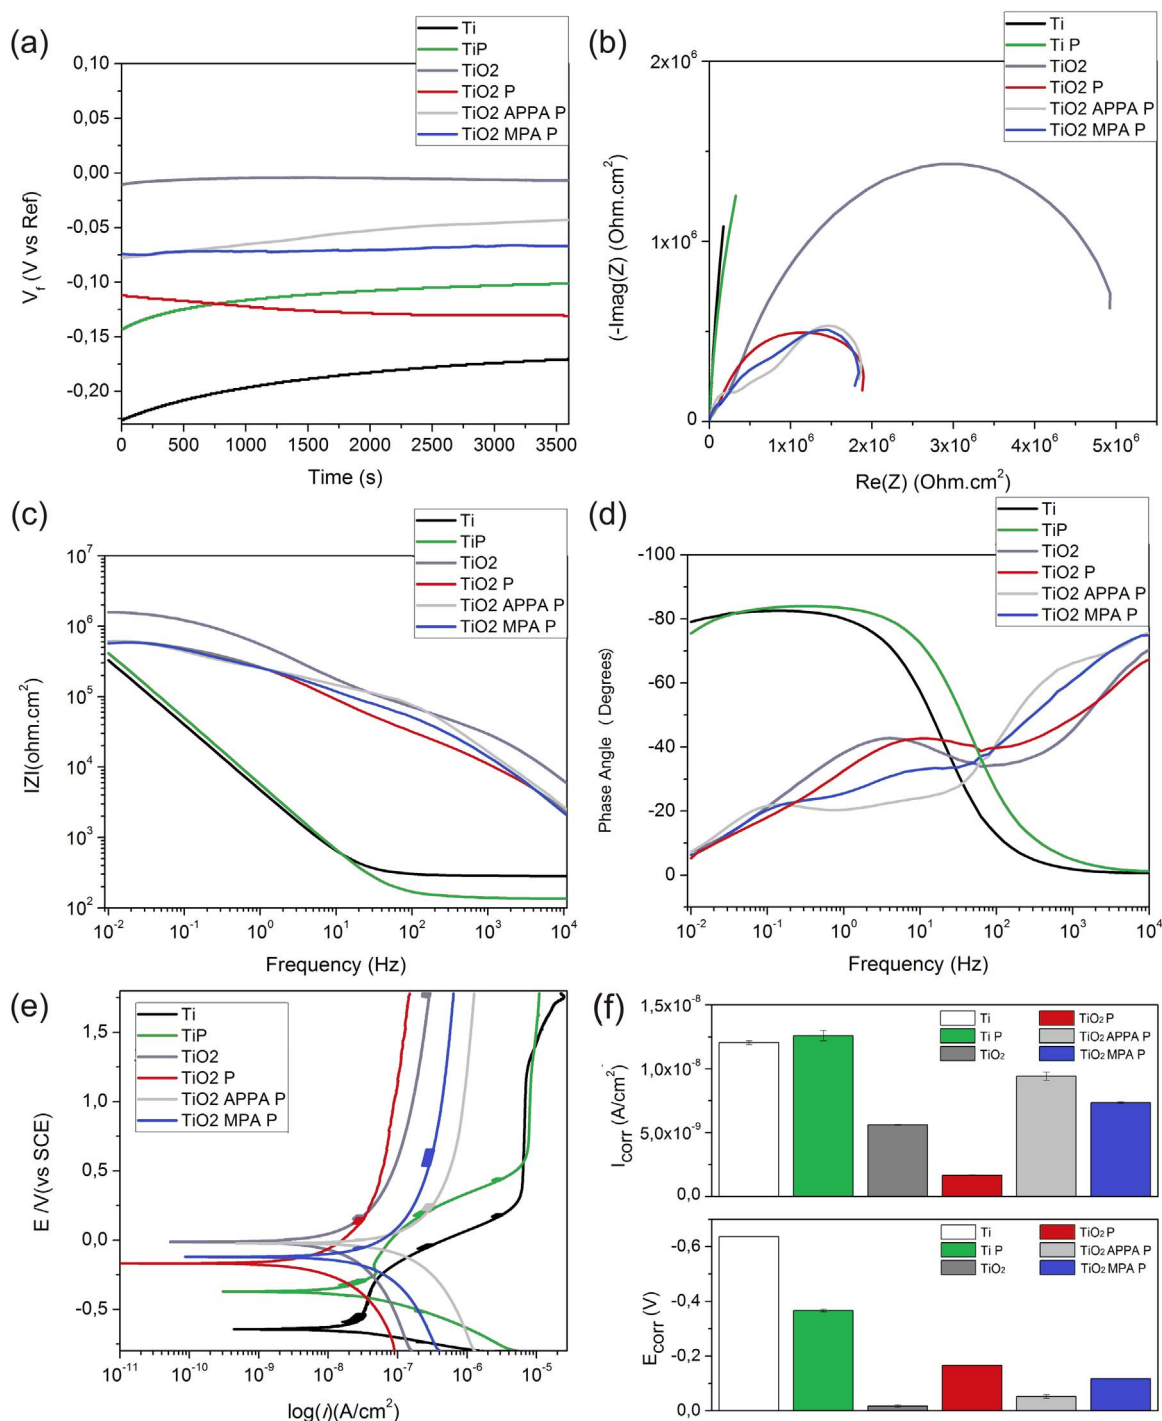 (a)
Ti
TiP
TiO2
TiO2 P
TiO2 APPA P
TiO2 MPA P
0,10
0,05
0,00
-0,05
-0,10
-0,15
-0,20
V_f (V vs Ref)
0 500 1000 1500 2000 2500 3000 3500
Time (s)
(b)
Ti
Ti P
TiO2
TiO2 P
TiO2 APPA P
TiO2 MPA P
2x10^6
1x10^6
0
(-Imag(Z) (Ohm.cm^2)
0 1x10^6 2x10^6 3x10^6 4x10^6 5x10^6
Re(Z) (Ohm.cm^2)
(c)
Ti
TiP
TiO2
TiO2 P
TiO2 APPA P
TiO2 MPA P
10^7
10^6
10^5
10^4
10^3
10^2
IZI(ohm.cm^2)
10^-2 10^-1 10^0 10^1 10^2 10^3 10^4
Frequency (Hz)
(d)
Ti
TiP
TiO2
TiO2 P
TiO2 APPA P
TiO2 MPA P
-100
-80
-60
-40
-20
0
Phase Angle (Degrees)
10^-2 10^-1 10^0 10^1 10^2 10^3 10^4
Frequency (Hz)
(e)
Ti
TiP
TiO2
TiO2 P
TiO2 APPA P
TiO2 MPA P
1,5
1,0
0,5
0,0
-0,5
E /V(vs SCE)
10^-11 10^-10 10^-9 10^-8 10^-7 10^-6 10^-5
log(i)(A/cm^2)
(f)
Ti
Ti P
TiO2
TiO2 P
TiO2 APPA P
TiO2 MPA P
1,5x10^-8
1,0x10^-8
5,0x10^-9
0,0
I_corr (A/cm^2)
Ti
Ti P
TiO2
TiO2 P
TiO2 APPA P
TiO2 MPA P
-0,6
-0,4
-0,2
0,0
E_corr (V)